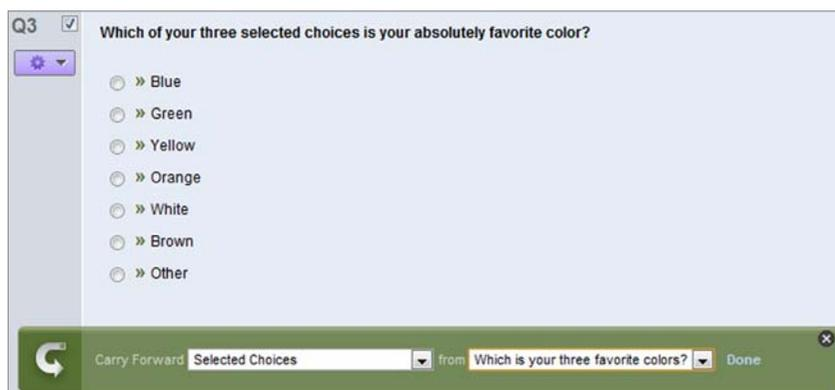 Q3
Which of your three selected choices is your absolutely favorite color?
» Blue
» Green
» Yellow
» Orange
» White
» Brown
» Other
Carry Forward Selected Choices from Which is your three favorite colors? Done